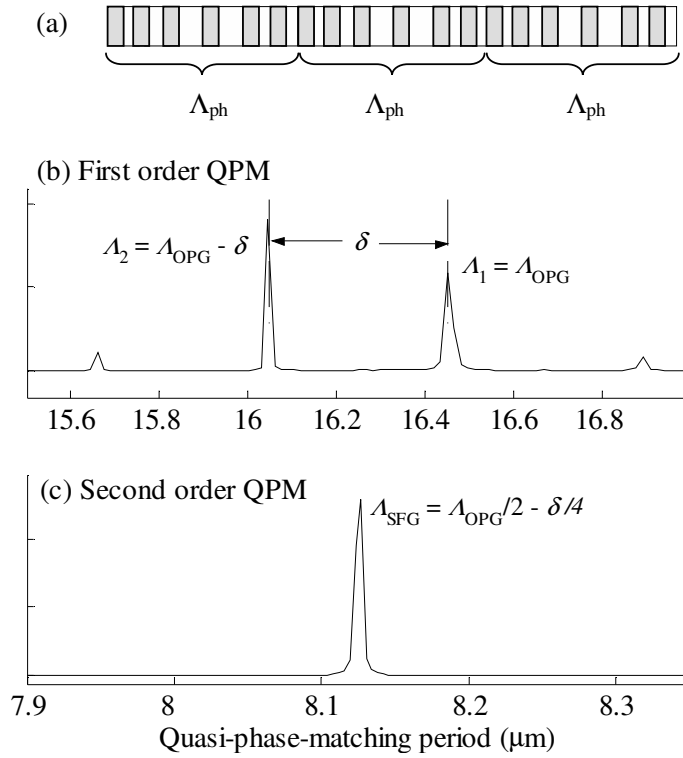 (a)
Λph Λph Λph
(b) First order QPM
Λ2 = ΛOPG - δ
δ
Λ1 = ΛOPG
15.6 15.8 16 16.2 16.4 16.6 16.8
(c) Second order QPM
ΛSFG = ΛOPG/2 - δ/4
7.9 8 8.1 8.2 8.3
Quasi-phase-matching period (μm)